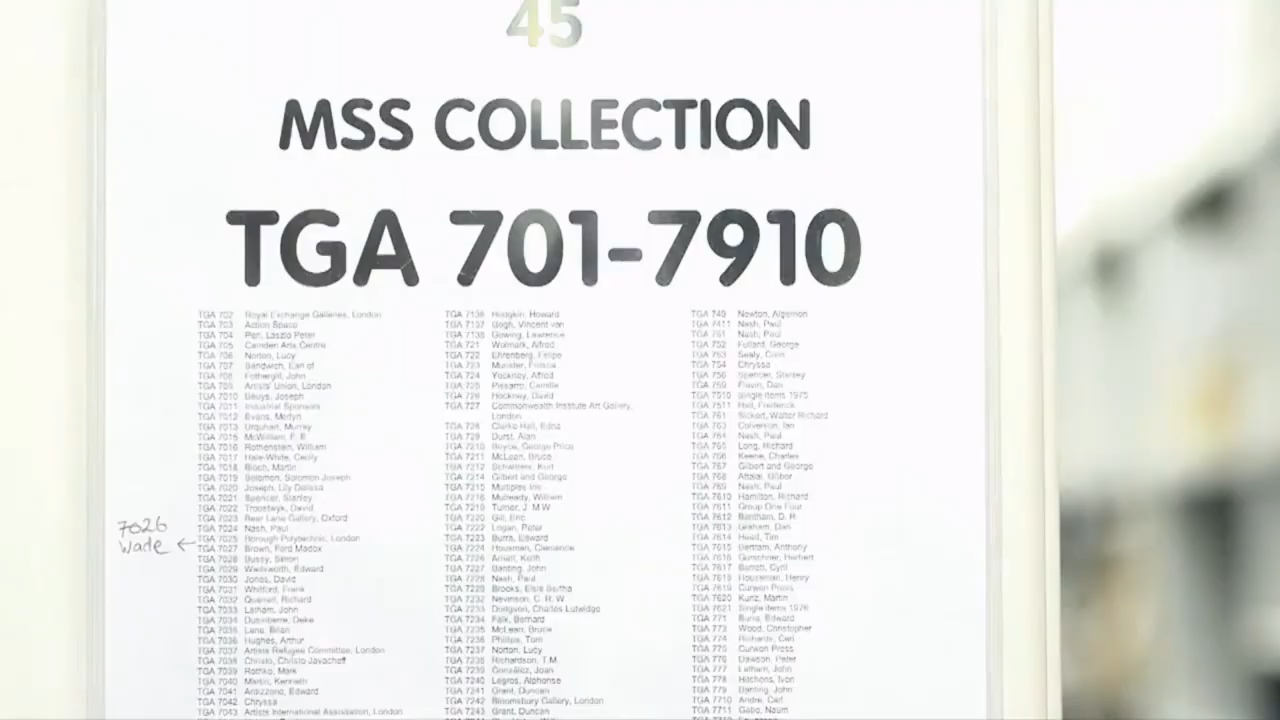 45
MSS COLLECTION
TGA 701-7910
TGA 702 Royal Exchange Galleries, London
TGA 703 Action Space
TGA 704 Peri, Laszlo Peter
TGA 705 Camden Arts Centre
TGA 706 Norton, Lucy
TGA 707 Sandwich, Earl of
TGA 708 Fothergill, John
TGA 709 Artists' Union, London
TGA 7010 Beuys, Joseph
TGA 7011 Industrial Sponsors
TGA 7012 Evans, Merlyn
TGA 7013 Urquhart, Murray
TGA 7015 McWilliam, F. E.
TGA 7016 Rothenstein, William
TGA 7017 Hale-White, Cecily
TGA 7018 Bloch, Martin
TGA 7019 Solomon, Solomon Joseph
TGA 7020 Joseph, Lily Delissa
TGA 7021 Spencer, Stanley
TGA 7022 Troostwyk, David
TGA 7023 Bear Lane Gallery, Oxford
TGA 7024 Nash, Paul
TGA 7025 Borough Polytechnic, London
7026
Wade ←
TGA 7027 Brown, Ford Madox
TGA 7028 Bussy, Simon
TGA 7029 Wadsworth, Edward
TGA 7030 Jones, David
TGA 7031 Whitford, Frank
TGA 7032 Quarrell, Richard
TGA 7033 Latham, John
TGA 7034 Dusinberre, Deke
TGA 7035 Lane, Brian
TGA 7036 Hughes, Arthur
TGA 7037 Artists Refugee Committee, London
TGA 7038 Christo, Christo Javacheff
TGA 7039 Rothko, Mark
TGA 7040 Martin, Kenneth
TGA 7041 Ardizzone, Edward
TGA 7042 Chryssa
TGA 7043 Artists International Association, London
TGA 7136 Hodgkin, Howard
TGA 7137 Gogh, Vincent van
TGA 7138 Gowing, Lawrence
TGA 721 Wolmark, Alfred
TGA 722 Ehrenberg, Felipe
TGA 723
TGA 724 Yockney, Alfred
TGA 725 Pissarro, Camille
TGA 726 Hockney, David
TGA 727 Commonwealth Institute Art Gallery,
London
TGA 728 Clarke Hall, Edna
TGA 729 Durst, Alan
TGA 7210 Boyce, George Price
TGA 7211 McLean, Bruce
TGA 7212 Schwitters, Kurt
TGA 7214 Gilbert and George
TGA 7215 Multiples Inc
TGA 7216 Mulready, William
TGA 7219 Turner, J. M.W
TGA 7220 Gill, Eric
TGA 7222 Logan, Peter
TGA 7223 Burra, Edward
TGA 7224 Housman, Clemence
TGA 7226 Arnatt, Keith
TGA 7227 Banting, John
TGA 7228 Nash, Paul
TGA 7229 Brooks, Elsie Bertha
TGA 7232 Nevinson, C. R. W
TGA 7233 Dodgson, Charles Lutwidge
TGA 7234 Falk, Bernard
TGA 7235 McLean, Bruce
TGA 7236 Phillips, Tom
TGA 7237 Norton, Lucy
TGA 7238 Richardson, T.M.
TGA 7239 González, Joan
TGA 7240 Legros, Alphonse
TGA 7241 Grant, Duncan
TGA 7242 Bloomsbury Gallery, London
TGA 7243 Grant, Duncan
TGA 749 Newton, Algernon
TGA 7411 Nash, Paul
TGA 751 Nash, Paul
TGA 752 Fullard, George
TGA 753 Sealy, Colin
TGA 754 Chryssa
TGA 756 Spencer, Stanley
TGA 759 Flavin, Dan
TGA 7510 Single items 1975
TGA 7511 Hall, Frederick
TGA 761 Sickert, Walter Richard
TGA 763 Colverson, Ian
TGA 764 Nash, Paul
TGA 765 Long, Richard
TGA 766 Keene, Charles
TGA 767 Gilbert and George
TGA 768 Attalai, Gábor
TGA 769 Nash, Paul
TGA 7610 Hamilton, Richard
TGA 7611 Group One Four
TGA 7612 Bentham, D. R.
TGA 7613 Graham, Dan
TGA 7614 Head, Tim
TGA 7615 Bertram, Anthony
TGA 7616 Gurschner, Herbert
TGA 7617 Barrett, Cyril
TGA 7618 Houseman, Henry
TGA 7619 Curwen Press
TGA 7620 Kunz, Martin
TGA 7621 Single items 1976
TGA 771 Burra, Edward
TGA 773 Wood, Christopher
TGA 774 Richards, Ceri
TGA 775 Curwen Press
TGA 776 Dawson, Peter
TGA 777 Latham, John
TGA 778 Hitchens, Ivon
TGA 779 Banting, John
TGA 7710 Andre, Carl
TGA 7711 Gabo, Naum